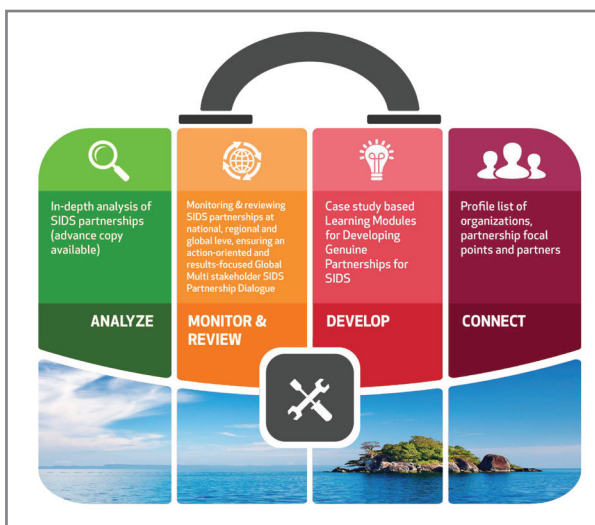 In-depth analysis of
SIDS partnerships
(advance copy
available)
ANALYZE
Monitoring & reviewing
SIDS partnerships at
national, regional and
global leve, ensuring an
action-oriented and
results-focused Global
Multi stakeholder SIDS
Partnership Dialogue
MONITOR &
REVIEW
Case study based
Learning Modules
for Developing
Genuine
Partnerships for
SIDS
DEVELOP
Profile list of
organizations,
partnership focal
points and partners
CONNECT